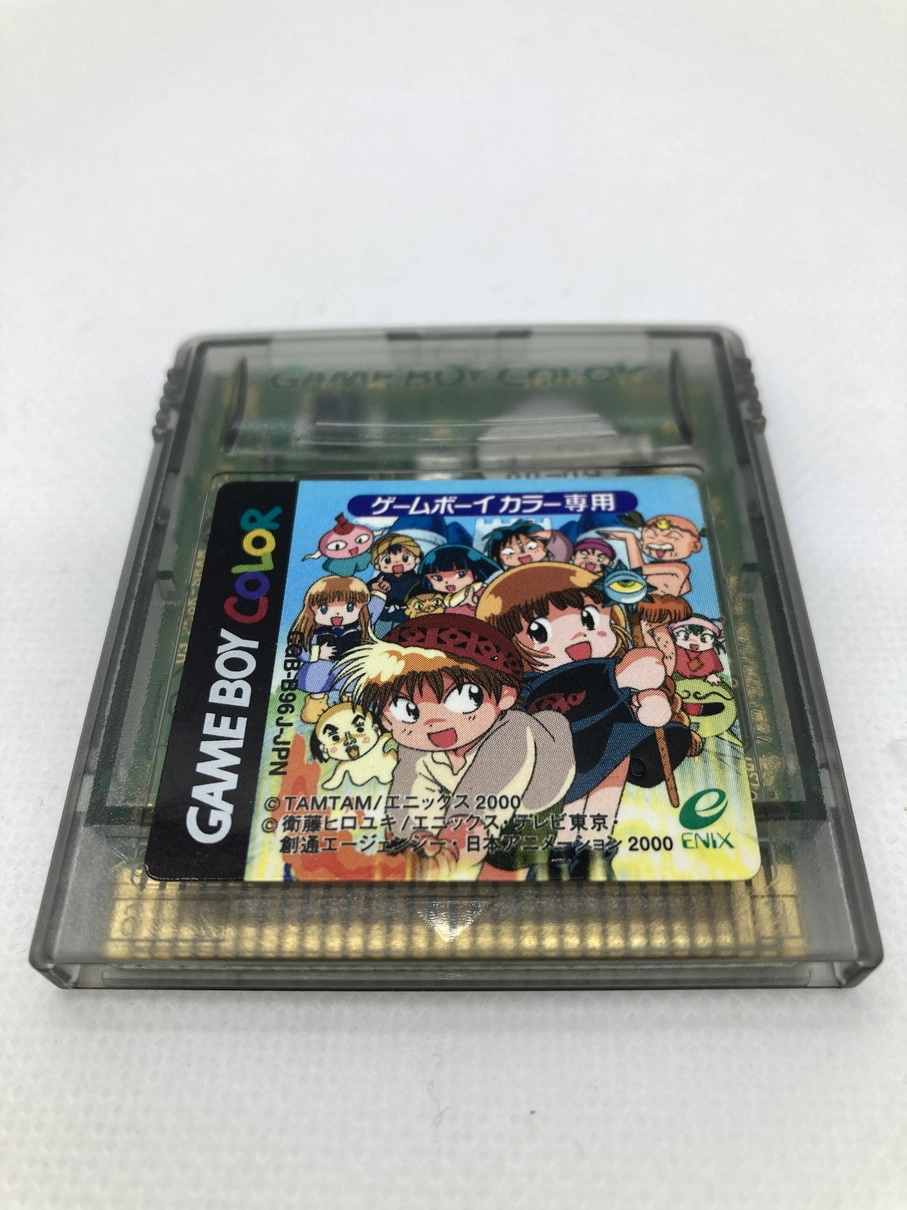 GAME BOY COLOR
ゲームボーイカラー専用
GAME BOY COLOR
CGB-B96J-JPN
©TAMTAM/エニックス 2000
©衛藤ヒロユキ/エニックス・テレビ東京・
創通エージェンシー・日本アニメーション 2000
ENIX